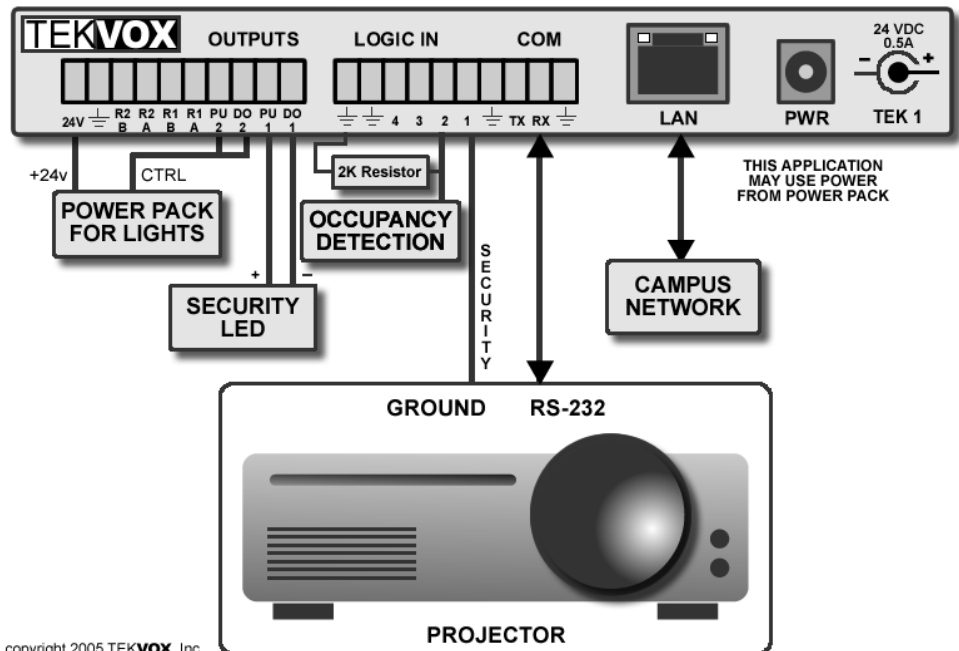 TEKVOX
OUTPUTS
LOGIC IN
COM
24V R2 B R2 A R1 B R1 A PU 2 DO 2 PU 1 DO 1
4 3 2 1 TX RX
LAN
PWR
24 VDC
0.5A
- +
TEK 1
THIS APPLICATION
MAY USE POWER
FROM POWER PACK
+24v
CTRL
POWER PACK
FOR LIGHTS
2K Resistor
OCCUPANCY
DETECTION
+ –
SECURITY
LED
SECURITY
CAMPUS
NETWORK
GROUND RS-232
PROJECTOR
copyright 2005 TEKVOX, Inc.